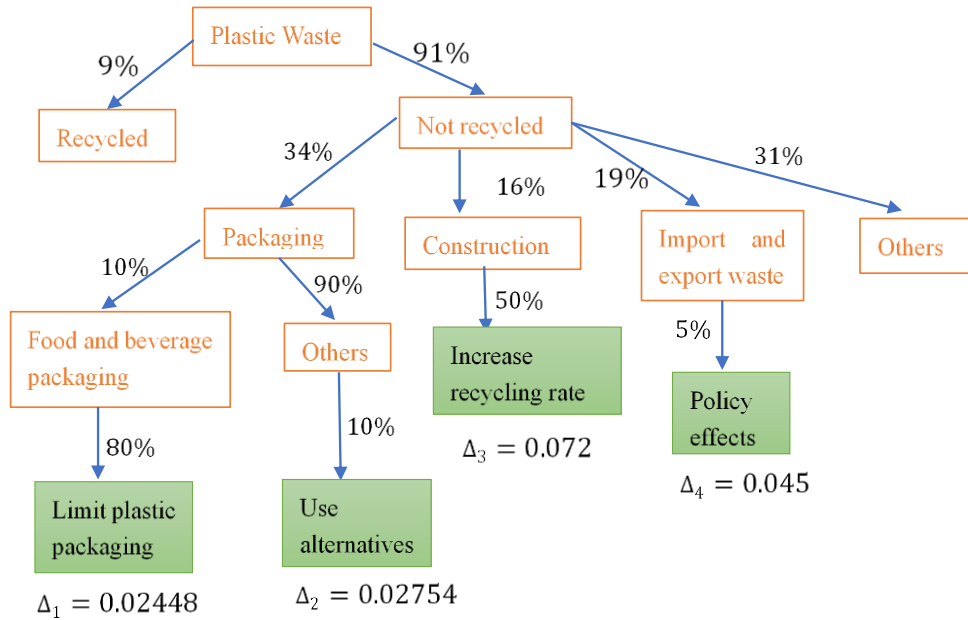 Plastic Waste
9%
91%
Recycled
Not recycled
34%
16%
19%
31%
Packaging
Construction
Import and
export waste
Others
10%
90%
50%
5%
Food and beverage
packaging
Others
Increase
recycling rate
Policy
effects
80%
10%
Δ₃ = 0.072
Δ₄ = 0.045
Limit plastic
packaging
Use
alternatives
Δ₁ = 0.02448
Δ₂ = 0.02754